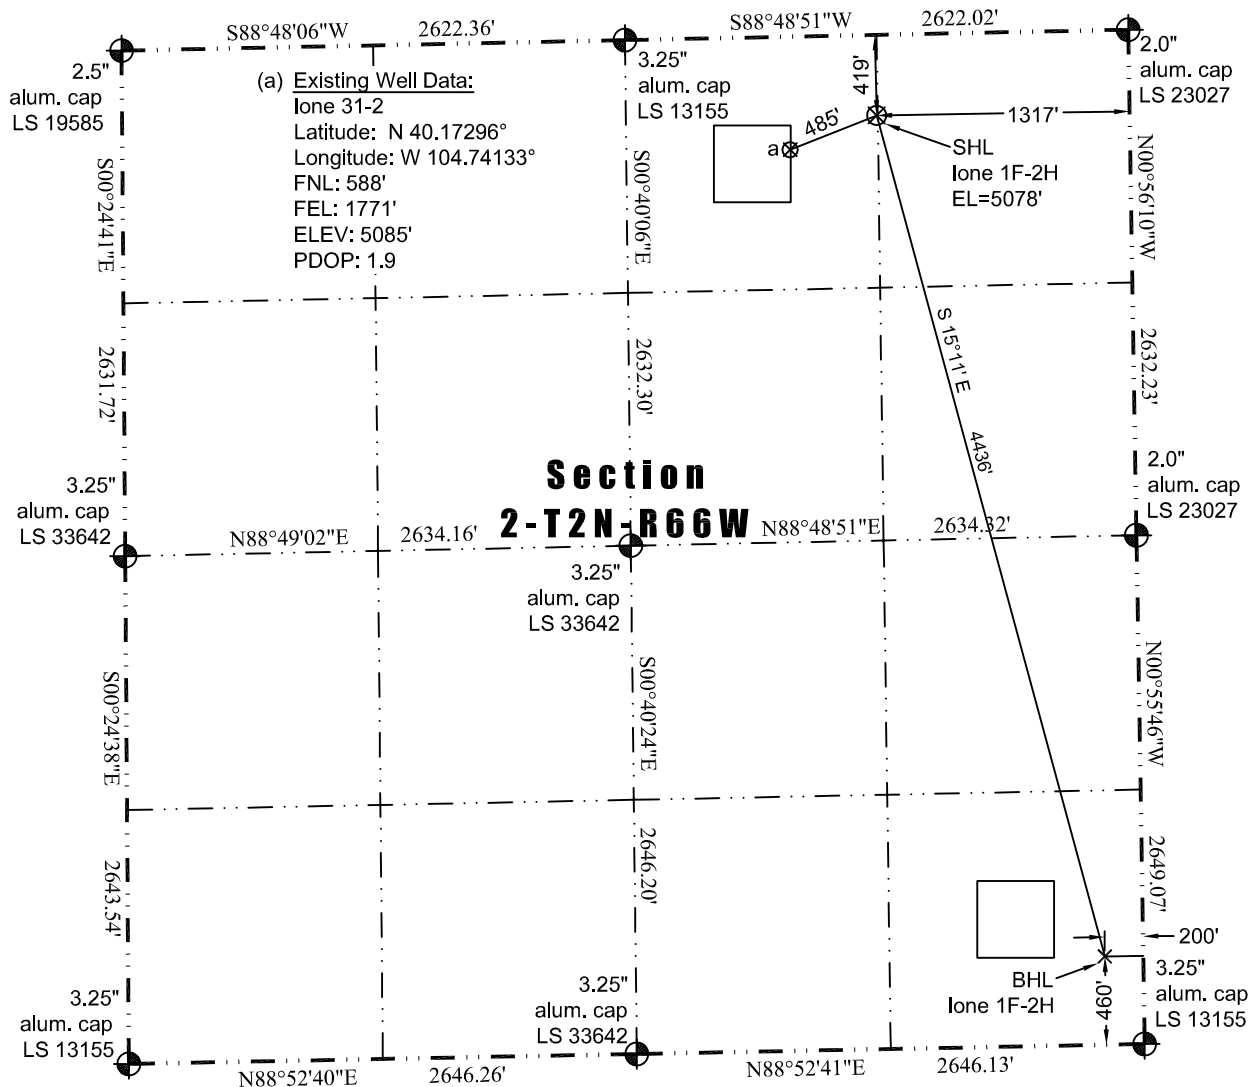 S88°48'06"W 2622.36'
S88°48'51"W 2622.02'
2.5"
alum. cap
LS 19585
(a) Existing Well Data:
Ione 31-2
Latitude: N 40.17296°
Longitude: W 104.74133°
FNL: 588'
FEL: 1771'
ELEV: 5085'
PDOP: 1.9
3.25"
alum. cap
LS 13155
2.0"
alum. cap
LS 23027
419'
1317'
485'
a
SHL
Ione 1F-2H
EL=5078'
S00°24'41"E
2631.72'
S00°40'06"E
2632.30'
N00°56'10"W
2632.23'
S 15°11' E
4436'
3.25"
alum. cap
LS 33642
Section
2-T2N-R66W
2.0"
alum. cap
LS 23027
N88°49'02"E 2634.16'
N88°48'51"E 2634.32'
3.25"
alum. cap
LS 33642
S00°24'38"E
2643.54'
S00°40'24"E
2646.20'
N00°55'46"W
2649.07'
200'
BHL
Ione 1F-2H
460'
3.25"
alum. cap
LS 13155
3.25"
alum. cap
LS 33642
3.25"
alum. cap
LS 13155
N88°52'40"E 2646.26'
N88°52'41"E 2646.13'